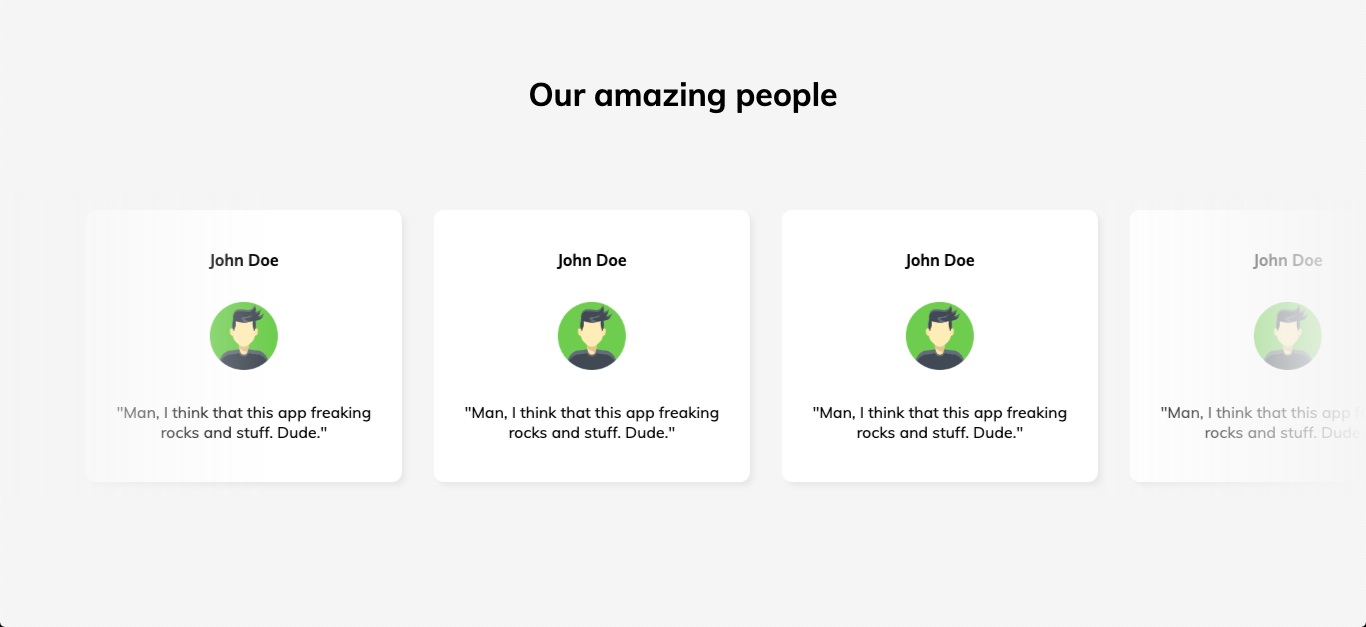 Our amazing people
John Doe
"Man, I think that this app freaking
rocks and stuff. Dude."
John Doe
"Man, I think that this app freaking
rocks and stuff. Dude."
John Doe
"Man, I think that this app freaking
rocks and stuff. Dude."
John Doe
"Man, I think that this app
rocks and stuff. Dude.